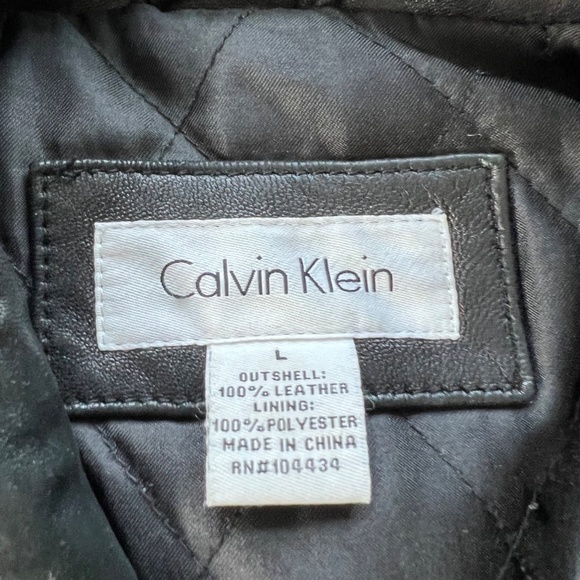 Calvin Klein
L
OUTSHELL:
100% LEATHER
LINING:
100% POLYESTER
MADE IN CHINA
RN#104434